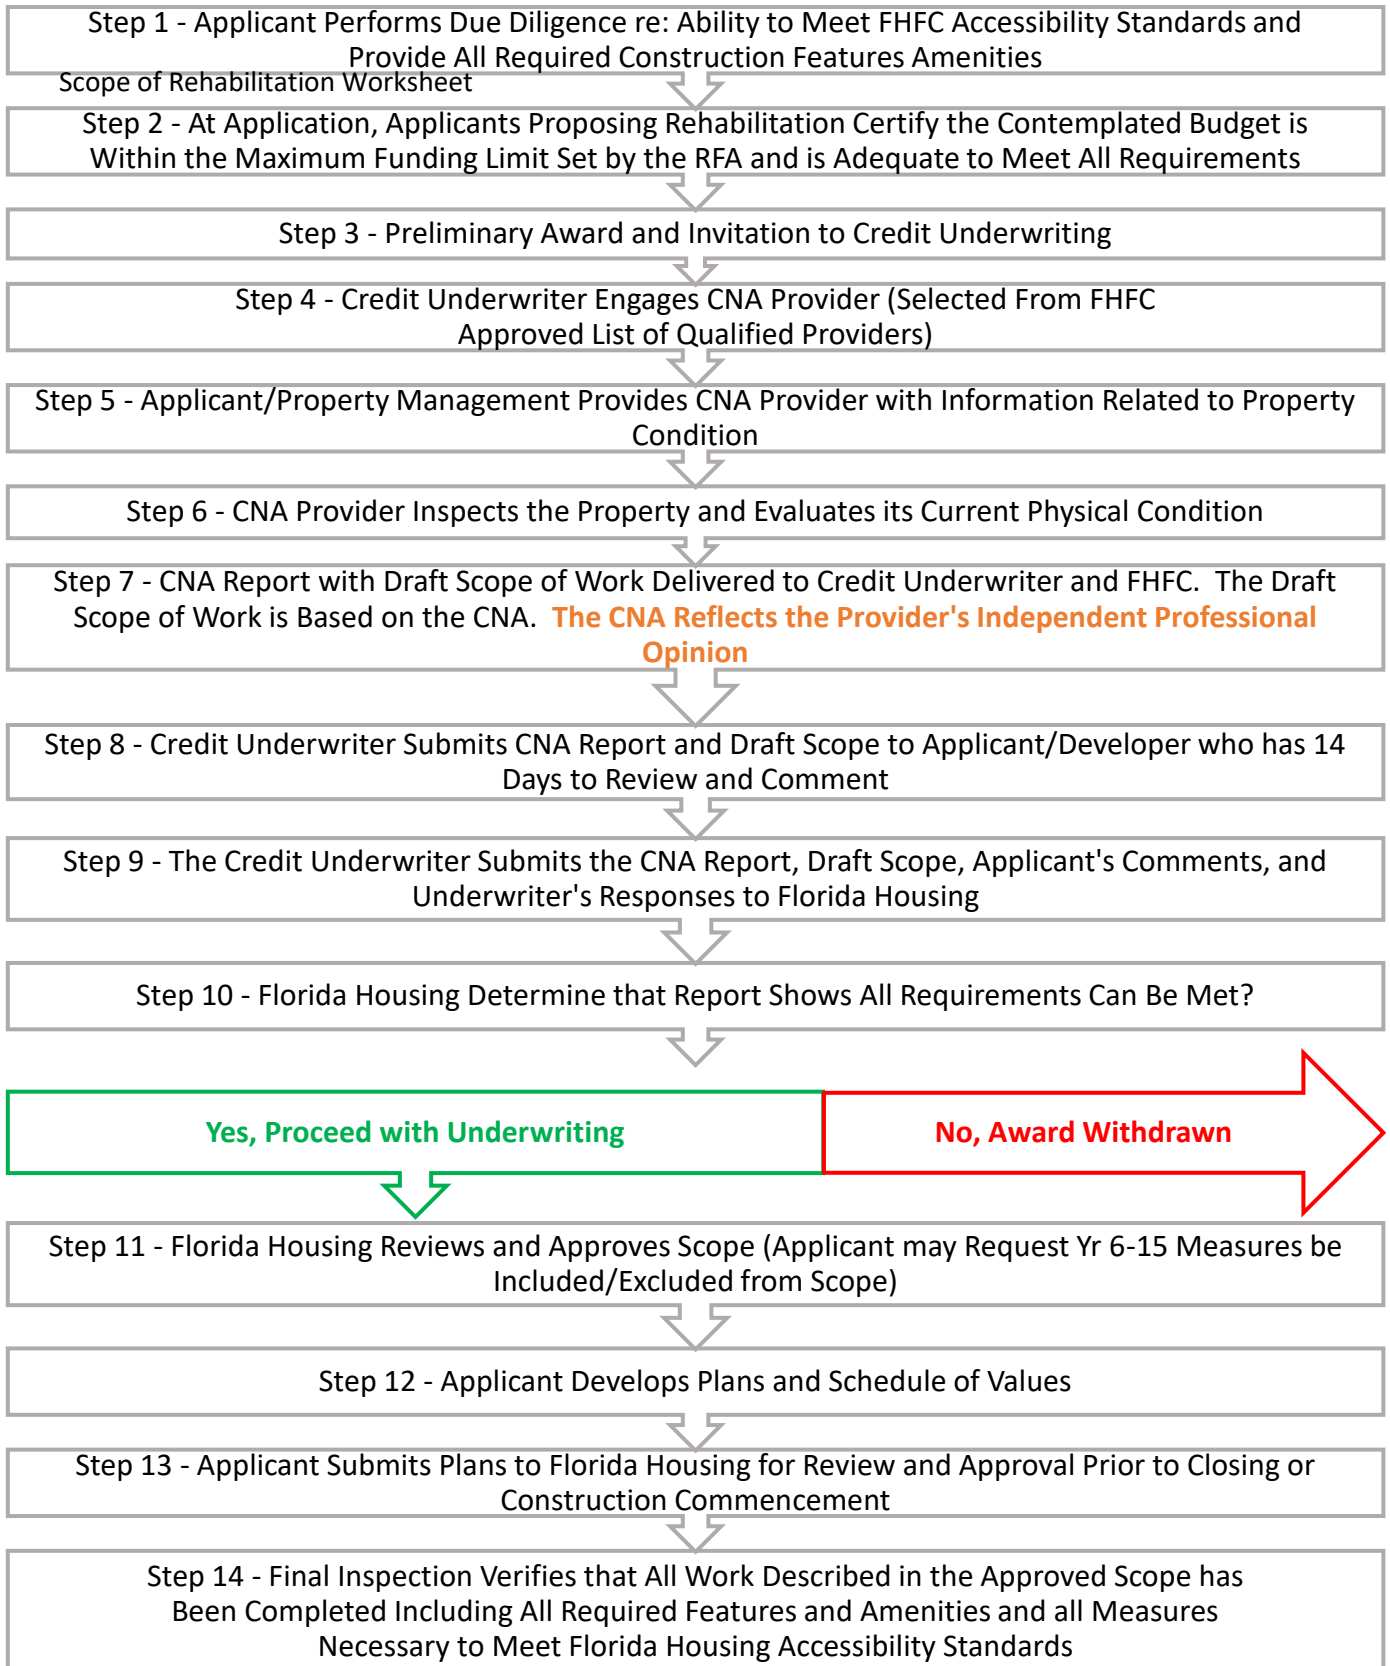 Step 1 - Applicant Performs Due Diligence re: Ability to Meet FHFC Accessibility Standards and
Provide All Required Construction Features Amenities
Scope of Rehabilitation Worksheet
Step 2 - At Application, Applicants Proposing Rehabilitation Certify the Contemplated Budget is
Within the Maximum Funding Limit Set by the RFA and is Adequate to Meet All Requirements
Step 3 - Preliminary Award and Invitation to Credit Underwriting
Step 4 - Credit Underwriter Engages CNA Provider (Selected From FHFC
Approved List of Qualified Providers)
Step 5 - Applicant/Property Management Provides CNA Provider with Information Related to Property
Condition
Step 6 - CNA Provider Inspects the Property and Evaluates its Current Physical Condition
Step 7 - CNA Report with Draft Scope of Work Delivered to Credit Underwriter and FHFC.  The Draft
Scope of Work is Based on the CNA.  The CNA Reflects the Provider's Independent Professional
Opinion
Step 8 - Credit Underwriter Submits CNA Report and Draft Scope to Applicant/Developer who has 14
Days to Review and Comment
Step 9 - The Credit Underwriter Submits the CNA Report, Draft Scope, Applicant's Comments, and
Underwriter's Responses to Florida Housing
Step 10 - Florida Housing Determine that Report Shows All Requirements Can Be Met?
Yes, Proceed with Underwriting
No, Award Withdrawn
Step 11 - Florida Housing Reviews and Approves Scope (Applicant may Request Yr 6-15 Measures be
Included/Excluded from Scope)
Step 12 - Applicant Develops Plans and Schedule of Values
Step 13 - Applicant Submits Plans to Florida Housing for Review and Approval Prior to Closing or
Construction Commencement
Step 14 - Final Inspection Verifies that All Work Described in the Approved Scope has
Been Completed Including All Required Features and Amenities and all Measures
Necessary to Meet Florida Housing Accessibility Standards